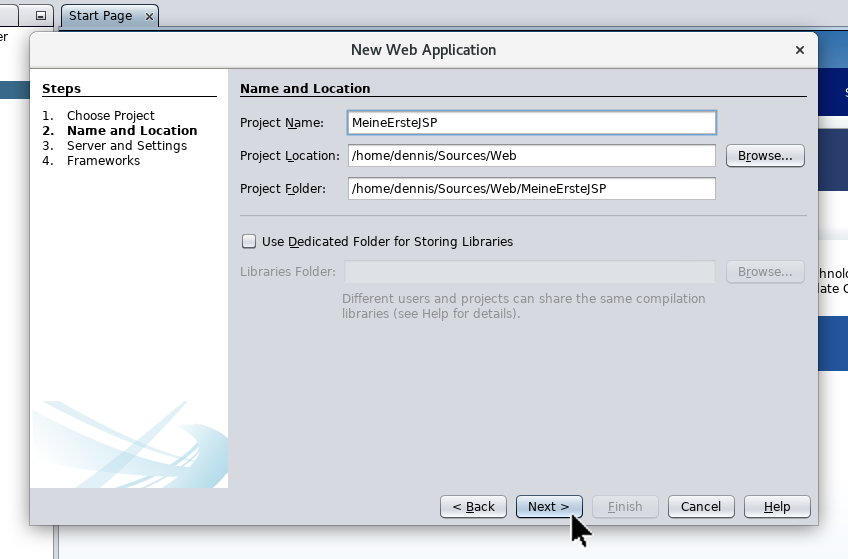 Start Page
New Web Application
Steps
1. Choose Project
2. Name and Location
3. Server and Settings
4. Frameworks
Name and Location
Project Name: MeineErsteJSP
Project Location: /home/dennis/Sources/Web Browse...
Project Folder: /home/dennis/Sources/Web/MeineErsteJSP
Use Dedicated Folder for Storing Libraries
Libraries Folder: Browse...
Different users and projects can share the same compilation
libraries (see Help for details).
< Back Next > Finish Cancel Help